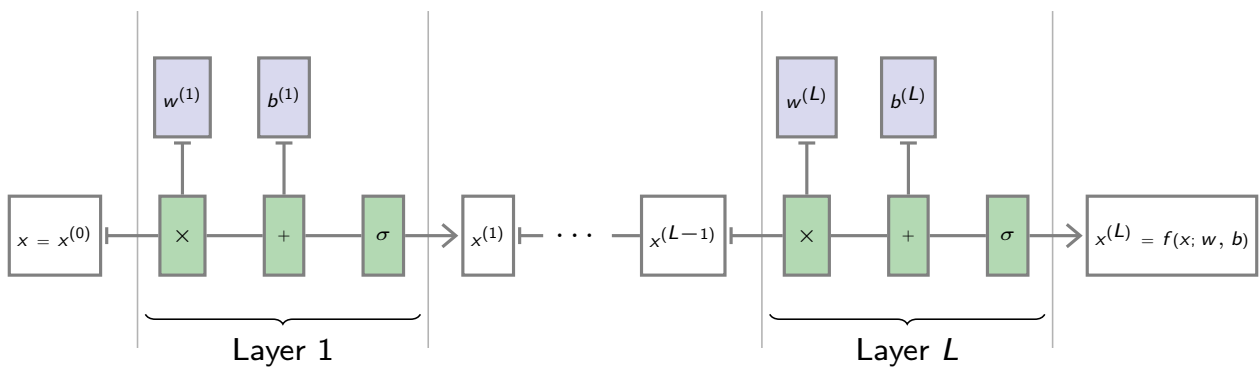 w^(1) b^(1) w^(L) b^(L)
x = x^(0) × + σ x^(1) ··· x^(L−1) × + σ x^(L) = f(x; w, b)
Layer 1 Layer L